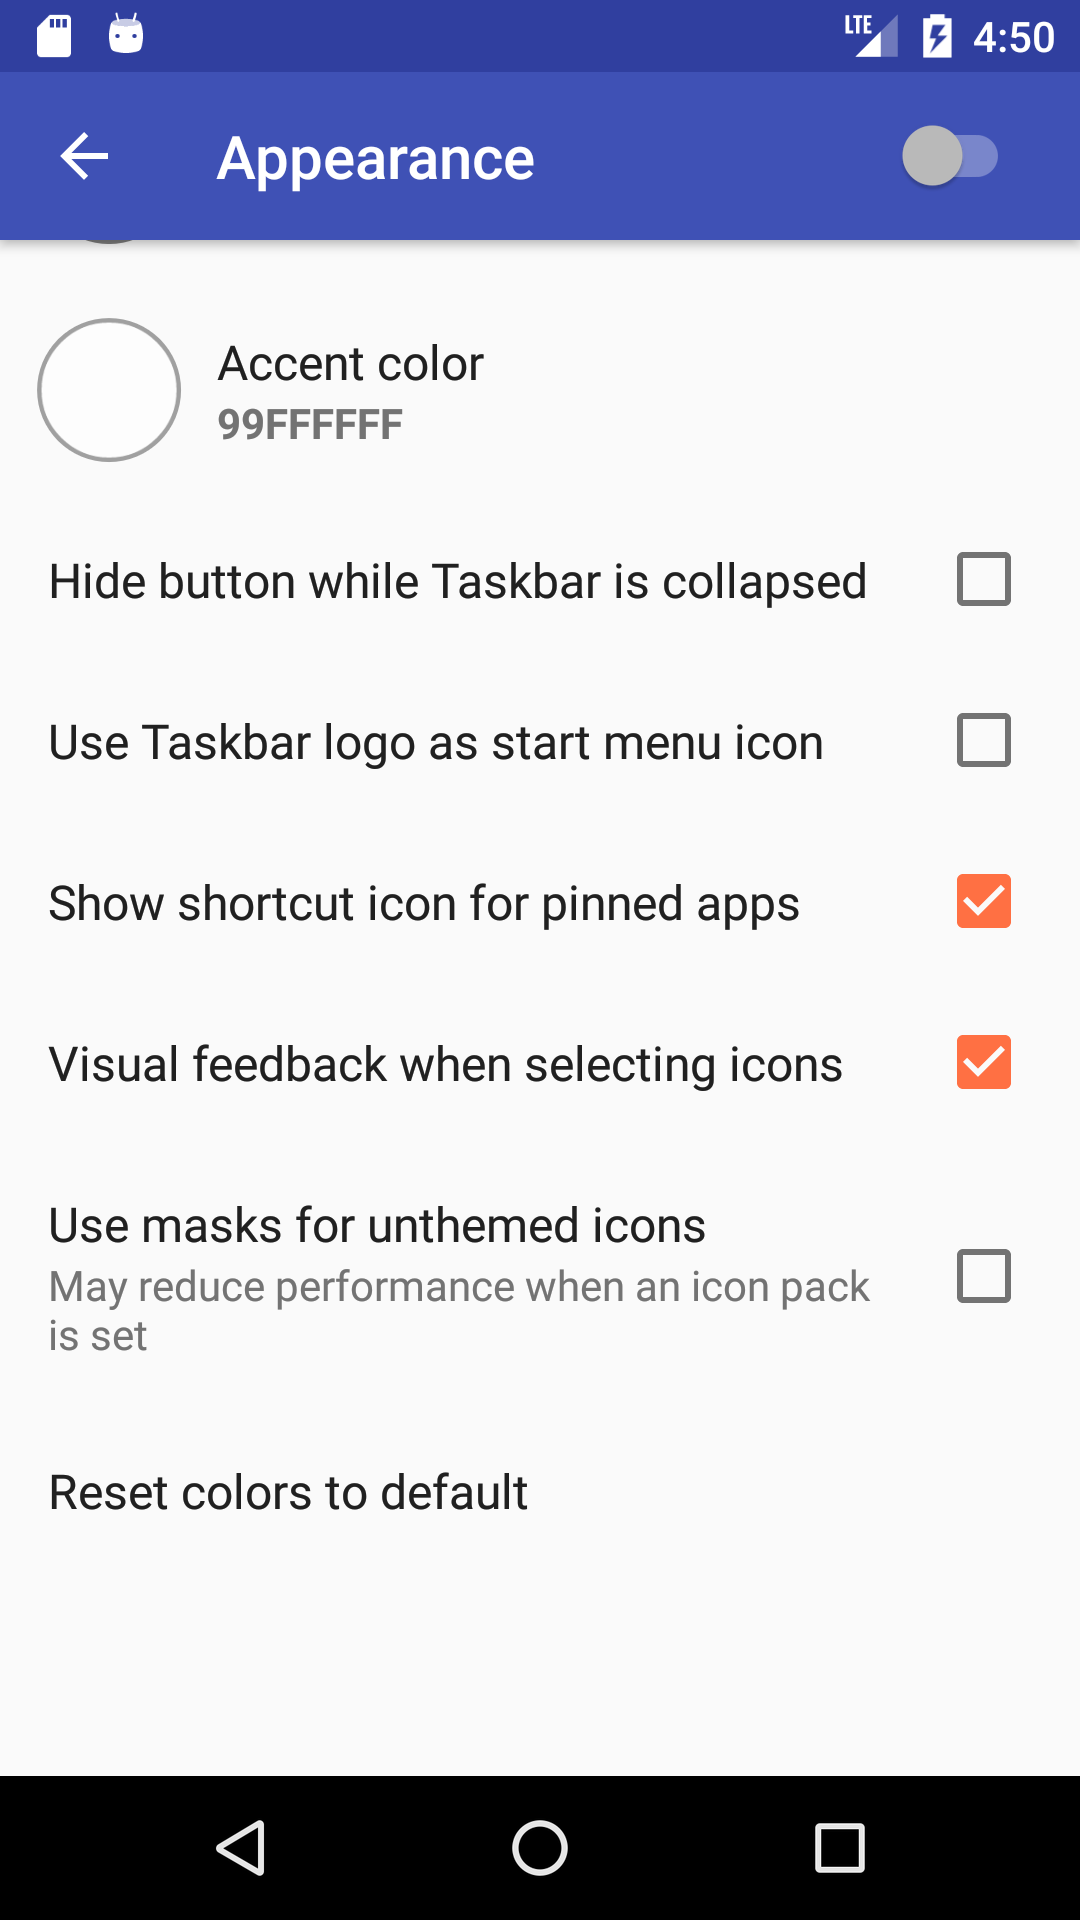 LTE 4:50
Appearance
Accent color
99FFFFFF
Hide button while Taskbar is collapsed
Use Taskbar logo as start menu icon
Show shortcut icon for pinned apps
Visual feedback when selecting icons
Use masks for unthemed icons
May reduce performance when an icon pack
is set
Reset colors to default